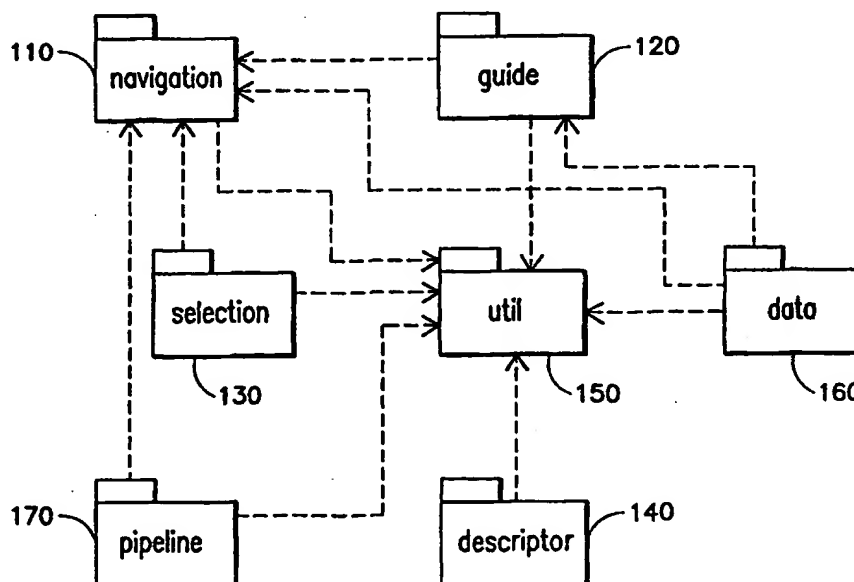 110
navigation
guide
120
selection
130
util
150
data
160
170
pipeline
descriptor
140